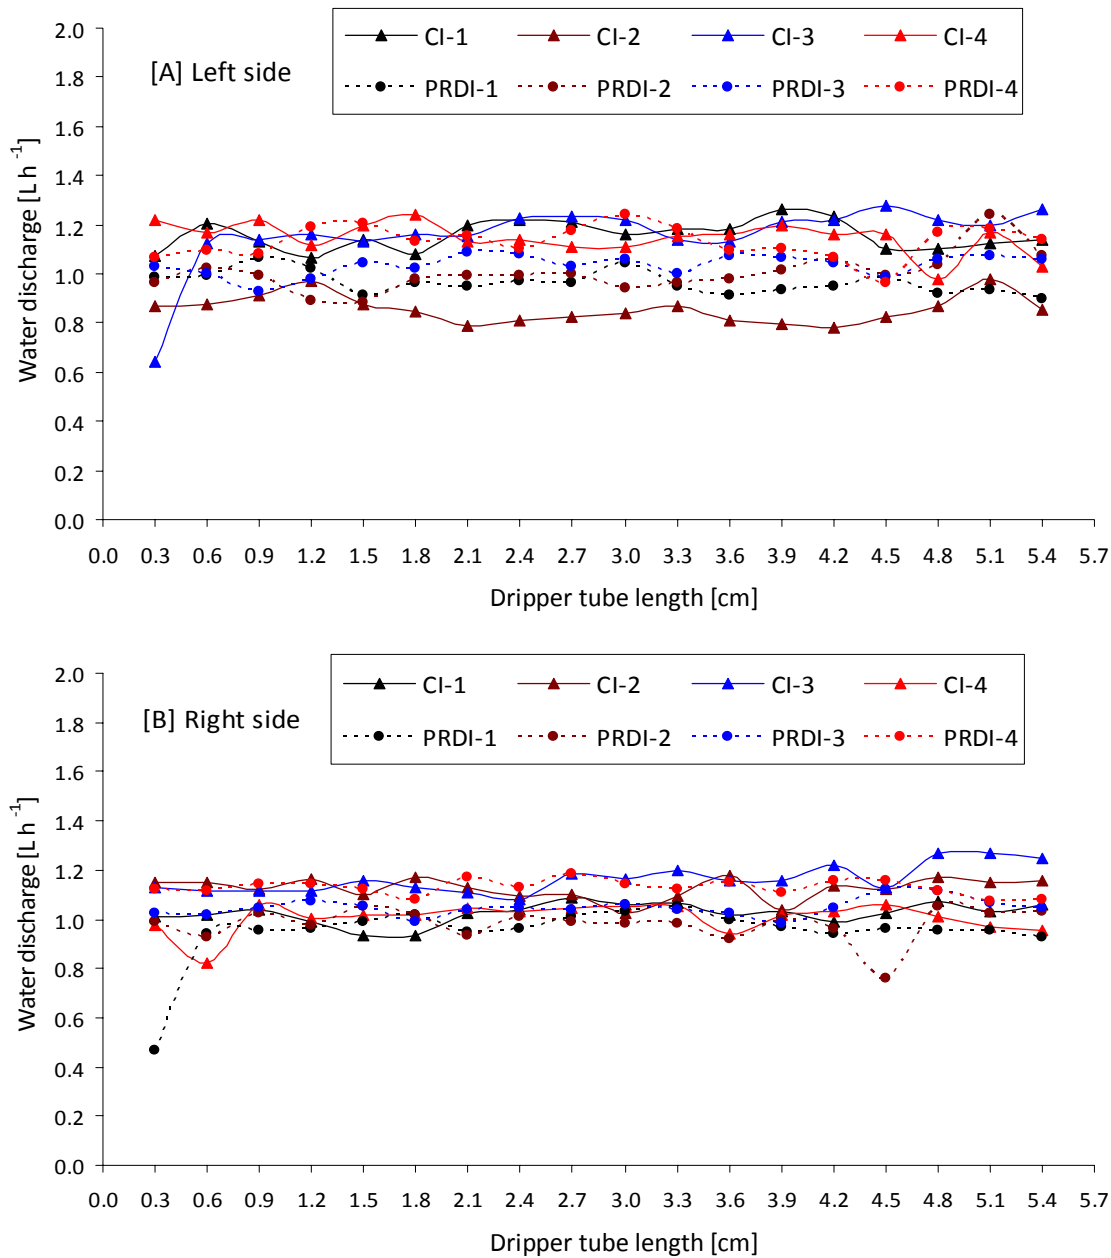 [A] Left side
CI-1 CI-2 CI-3 CI-4
PRDI-1 PRDI-2 PRDI-3 PRDI-4
Water discharge [L h -1]
2.0
1.8
1.6
1.4
1.2
1.0
0.8
0.6
0.4
0.2
0.0
0.0 0.3 0.6 0.9 1.2 1.5 1.8 2.1 2.4 2.7 3.0 3.3 3.6 3.9 4.2 4.5 4.8 5.1 5.4 5.7
Dripper tube length [cm]
[B] Right side
CI-1 CI-2 CI-3 CI-4
PRDI-1 PRDI-2 PRDI-3 PRDI-4
Water discharge [L h -1]
2.0
1.8
1.6
1.4
1.2
1.0
0.8
0.6
0.4
0.2
0.0
0.0 0.3 0.6 0.9 1.2 1.5 1.8 2.1 2.4 2.7 3.0 3.3 3.6 3.9 4.2 4.5 4.8 5.1 5.4 5.7
Dripper tube length [cm]